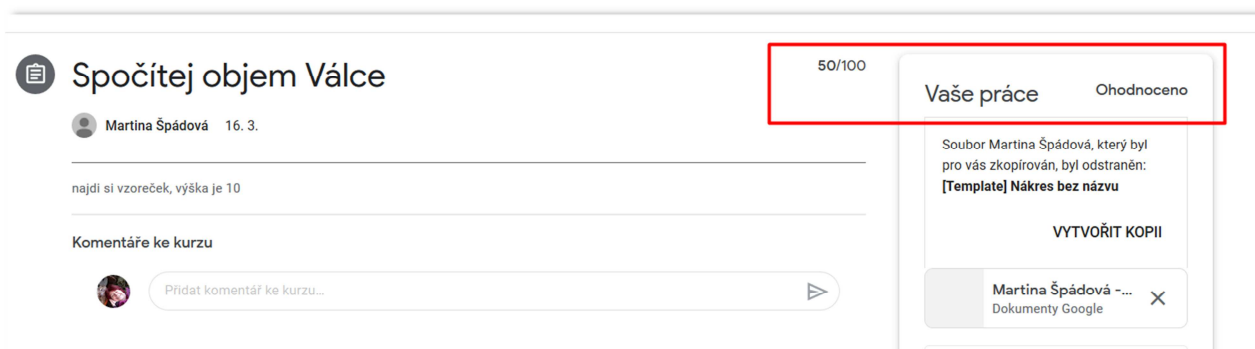 Spočítej objem Válce
50/100
Martina Špádová 16. 3.
najdi si vzoreček, výška je 10
Komentáře ke kurzu
Přidat komentář ke kurzu...
Vaše práce Ohodnoceno
Soubor Martina Špádová, který byl
pro vás zkopírován, byl odstraněn:
[Template] Nákres bez názvu
VYTVOŘIT KOPII
Martina Špádová -...
Dokumenty Google